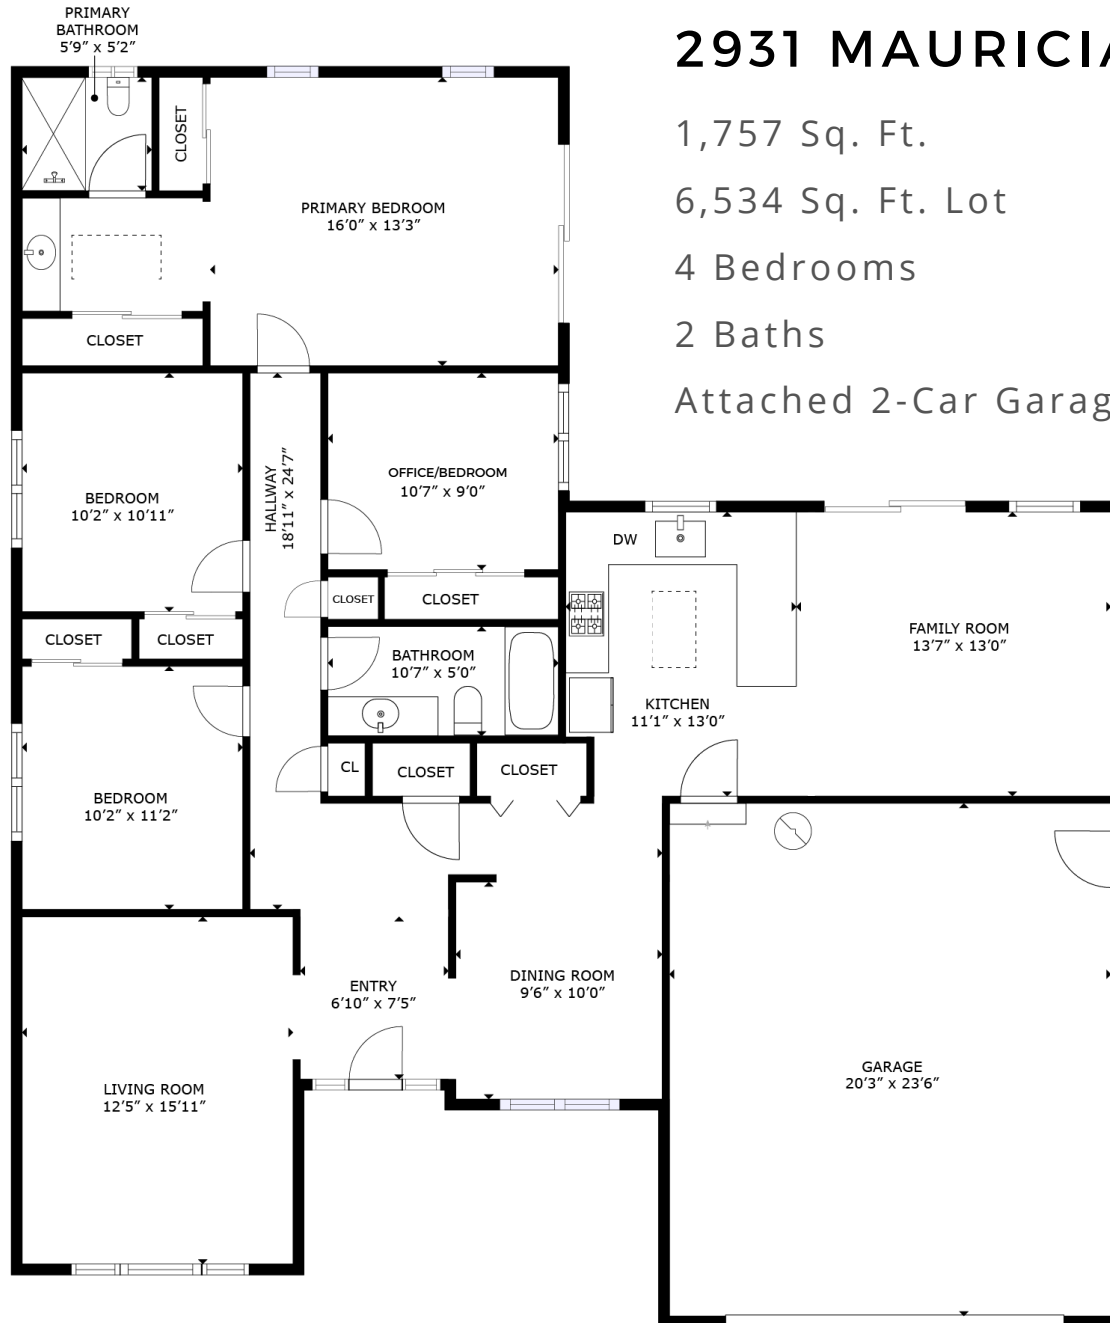 PRIMARY
BATHROOM
5'9" x 5'2"
2931 MAURICIA
1,757 Sq. Ft.
6,534 Sq. Ft. Lot
4 Bedrooms
2 Baths
Attached 2-Car Garag
CLOSET
PRIMARY BEDROOM
16'0" x 13'3"
CLOSET
HALLWAY
18'11" x 24'7"
OFFICE/BEDROOM
10'7" x 9'0"
BEDROOM
10'2" x 10'11"
DW
CLOSET
CLOSET
CLOSET
CLOSET
FAMILY ROOM
13'7" x 13'0"
BATHROOM
10'7" x 5'0"
KITCHEN
11'1" x 13'0"
CL
CLOSET
CLOSET
BEDROOM
10'2" x 11'2"
ENTRY
6'10" x 7'5"
DINING ROOM
9'6" x 10'0"
LIVING ROOM
12'5" x 15'11"
GARAGE
20'3" x 23'6"